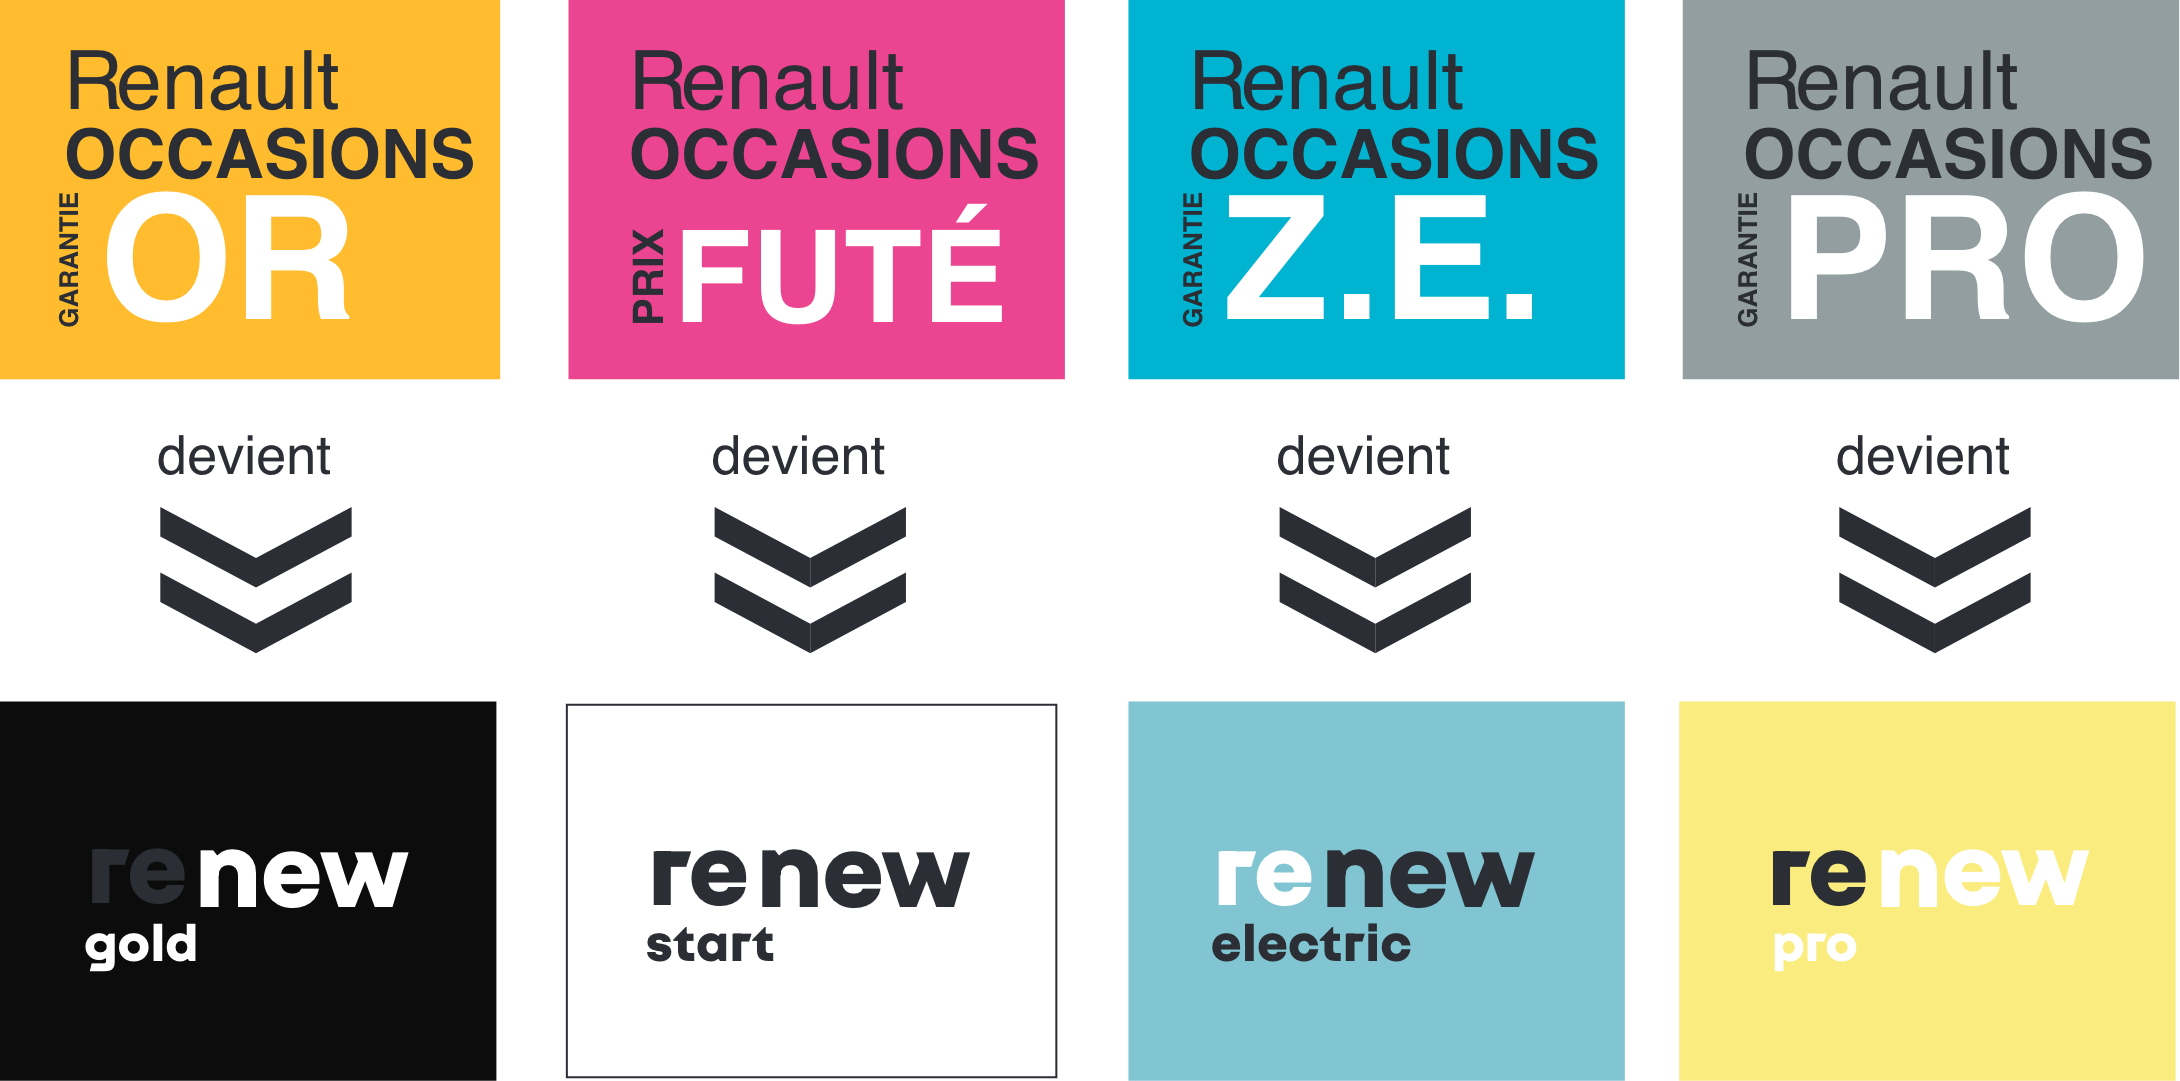 Renault
OCCASIONS
GARANTIE OR
Renault
OCCASIONS
PRIX FUTÉ
Renault
OCCASIONS
GARANTIE Z.E.
Renault
OCCASIONS
GARANTIE PRO
devient
devient
devient
devient
renew
gold
renew
start
renew
electric
renew
pro